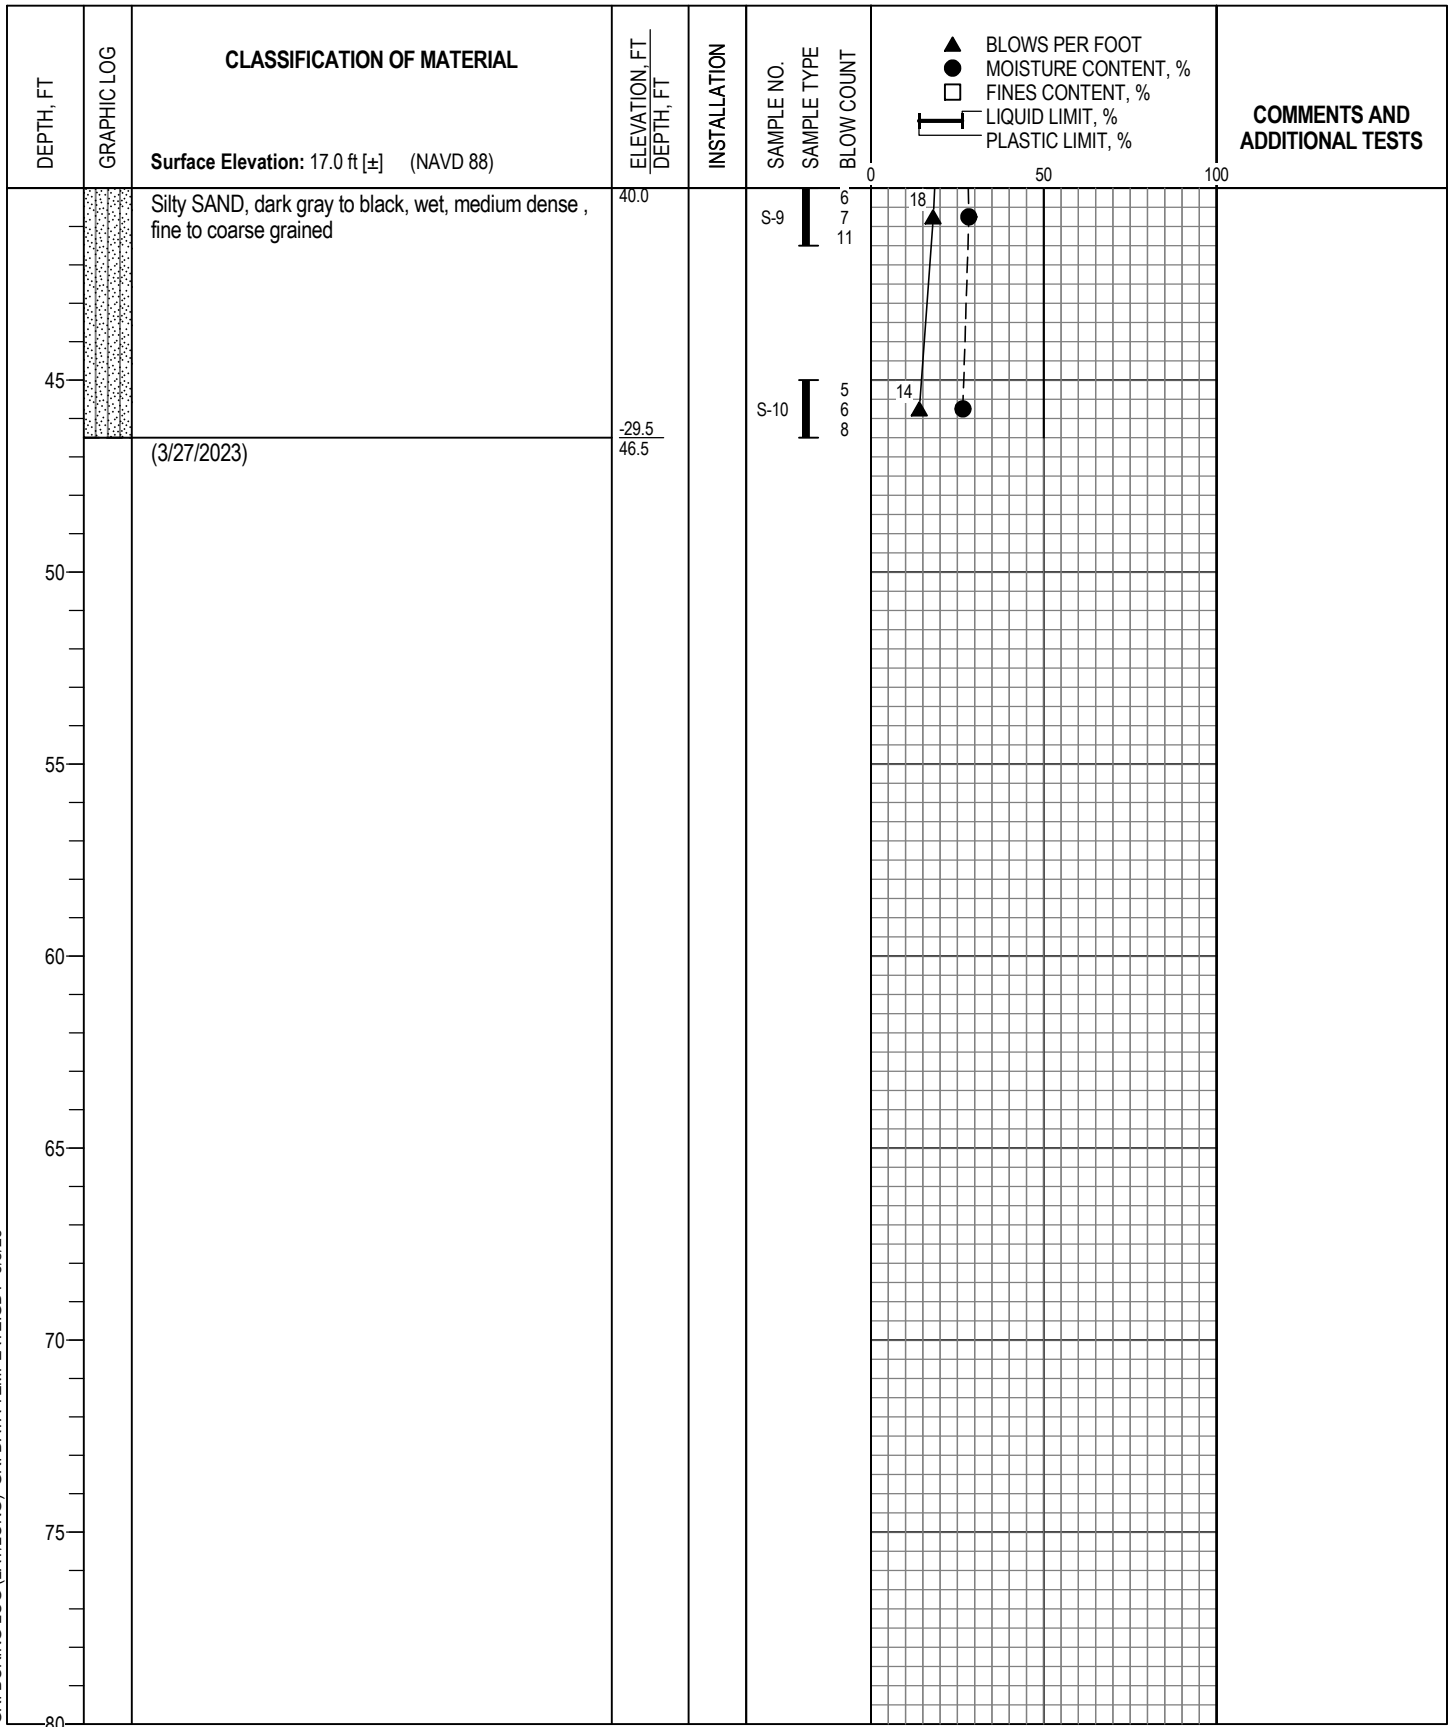 DEPTH, FT
GRAPHIC LOG
CLASSIFICATION OF MATERIAL
Surface Elevation: 17.0 ft [±] (NAVD 88)
ELEVATION, FT
DEPTH, FT
INSTALLATION
SAMPLE NO.
SAMPLE TYPE
BLOW COUNT
BLOWS PER FOOT
MOISTURE CONTENT, %
FINES CONTENT, %
LIQUID LIMIT, %
PLASTIC LIMIT, %
0 50 100
COMMENTS AND
ADDITIONAL TESTS
Silty SAND, dark gray to black, wet, medium dense ,
fine to coarse grained
40.0
S-9
6
7
11
18
45
S-10
5
6
8
14
-29.5
46.5
(3/27/2023)
50
55
60
65
70
75
80